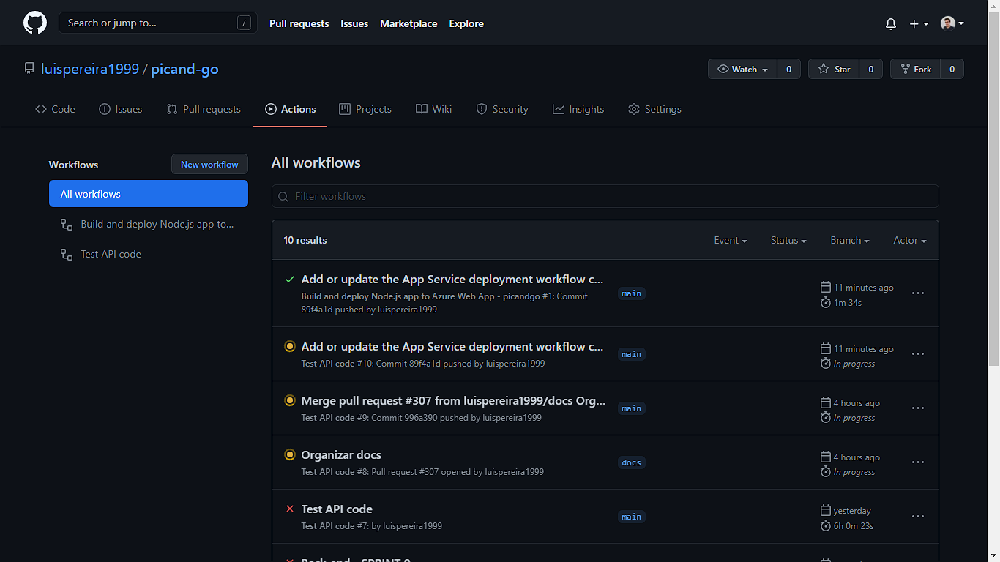 Search or jump to... /
Pull requests Issues Marketplace Explore
luispereira1999 / picand-go
Watch 0 Star 0 Fork 0
Code Issues Pull requests Actions Projects Wiki Security Insights Settings
Workflows New workflow
All workflows
Build and deploy Node.js app to...
Test API code
All workflows
Filter workflows
10 results Event Status Branch Actor
Add or update the App Service deployment workflow c...
Build and deploy Node.js app to Azure Web App - picandgo #1: Commit
89f4a1d pushed by luispereira1999
main
11 minutes ago
1m 34s
Add or update the App Service deployment workflow c...
Test API code #10: Commit 89f4a1d pushed by luispereira1999
main
11 minutes ago
In progress
Merge pull request #307 from luispereira1999/docs Org...
Test API code #9: Commit 996a390 pushed by luispereira1999
main
4 hours ago
In progress
Organizar docs
Test API code #8: Pull request #307 opened by luispereira1999
docs
4 hours ago
In progress
Test API code
Test API code #7: by luispereira1999
main
yesterday
6h 0m 23s